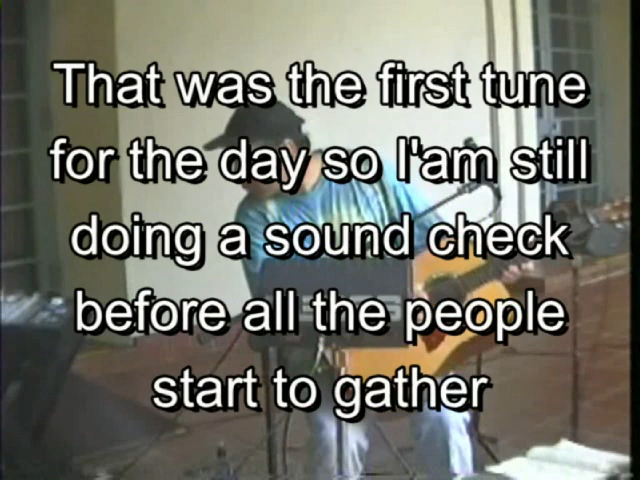 That was the first tune
for the day so I'am still
doing a sound check
before all the people
start to gather